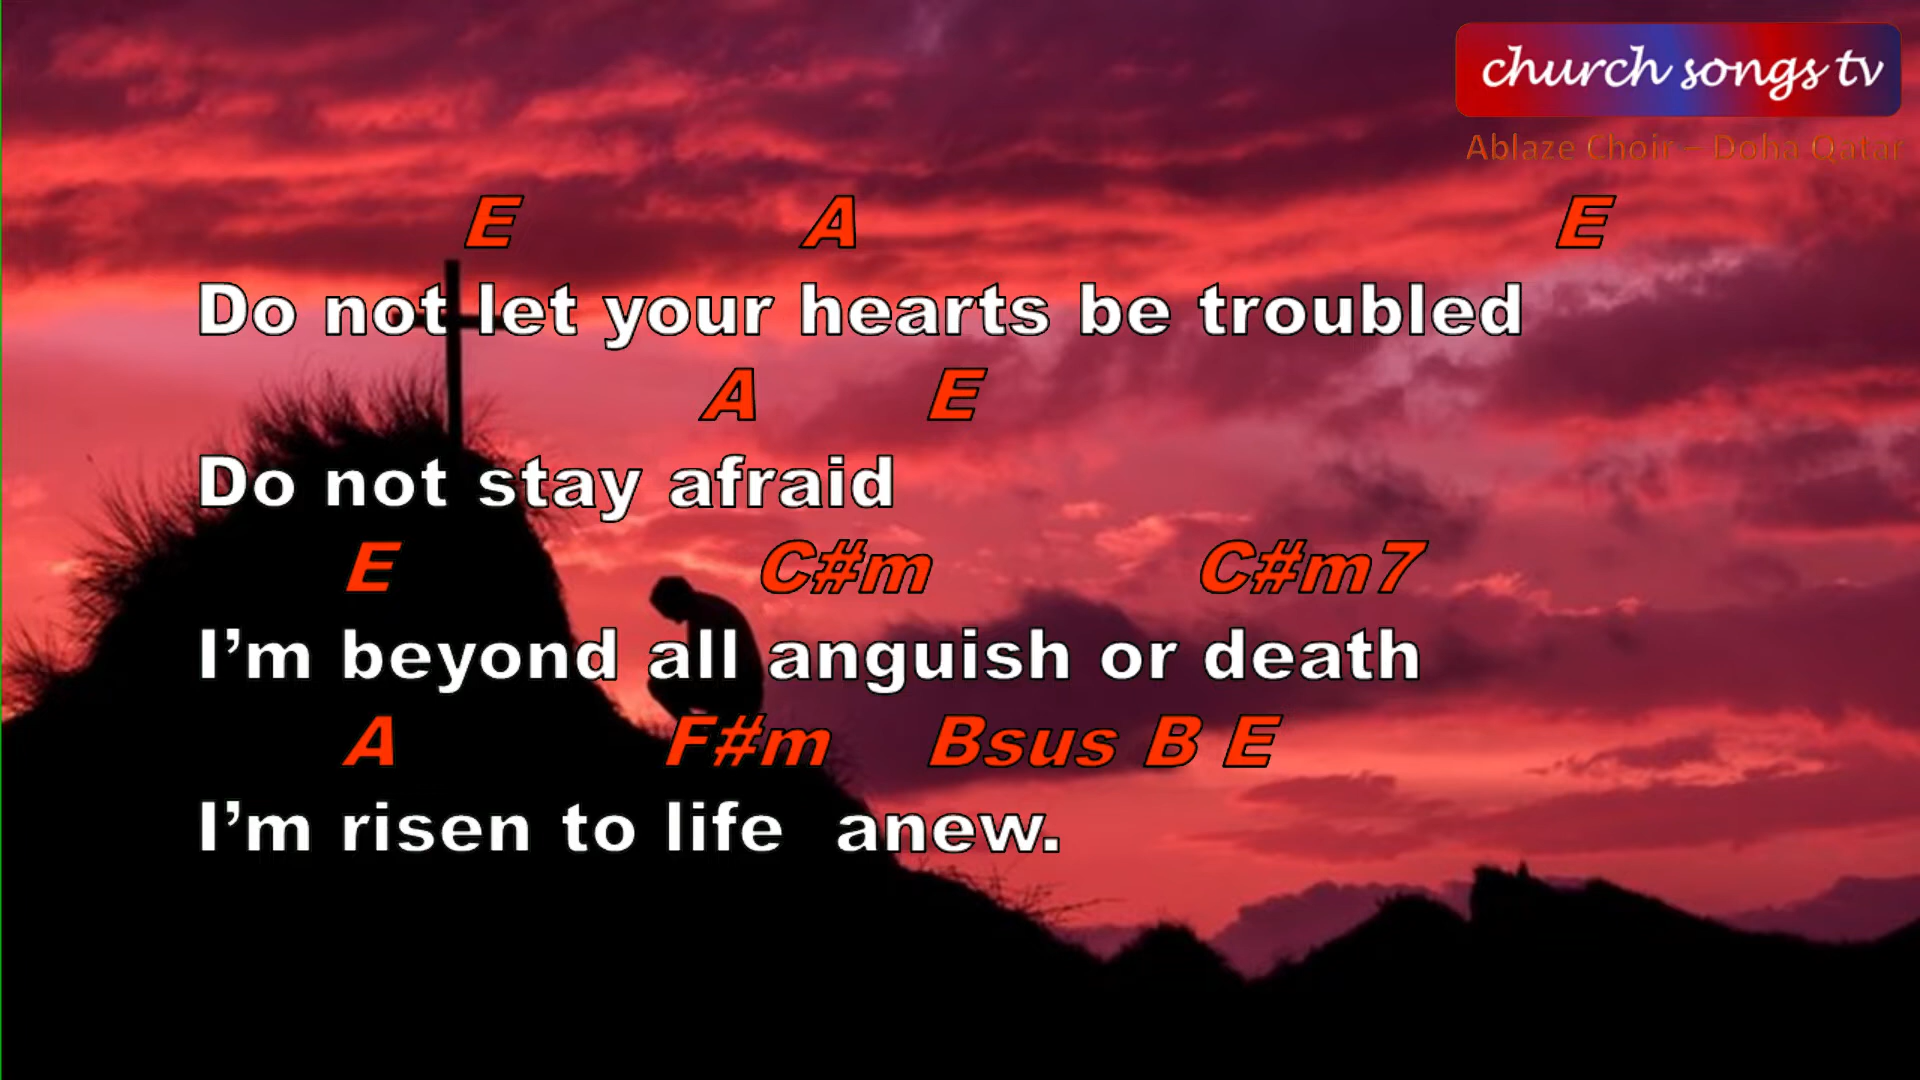 church songs tv
Ablaze Choir – Doha Qatar
E A E
Do not let your hearts be troubled
A E
Do not stay afraid
E C#m C#m7
I’m beyond all anguish or death
A F#m Bsus B E
I’m risen to life anew.